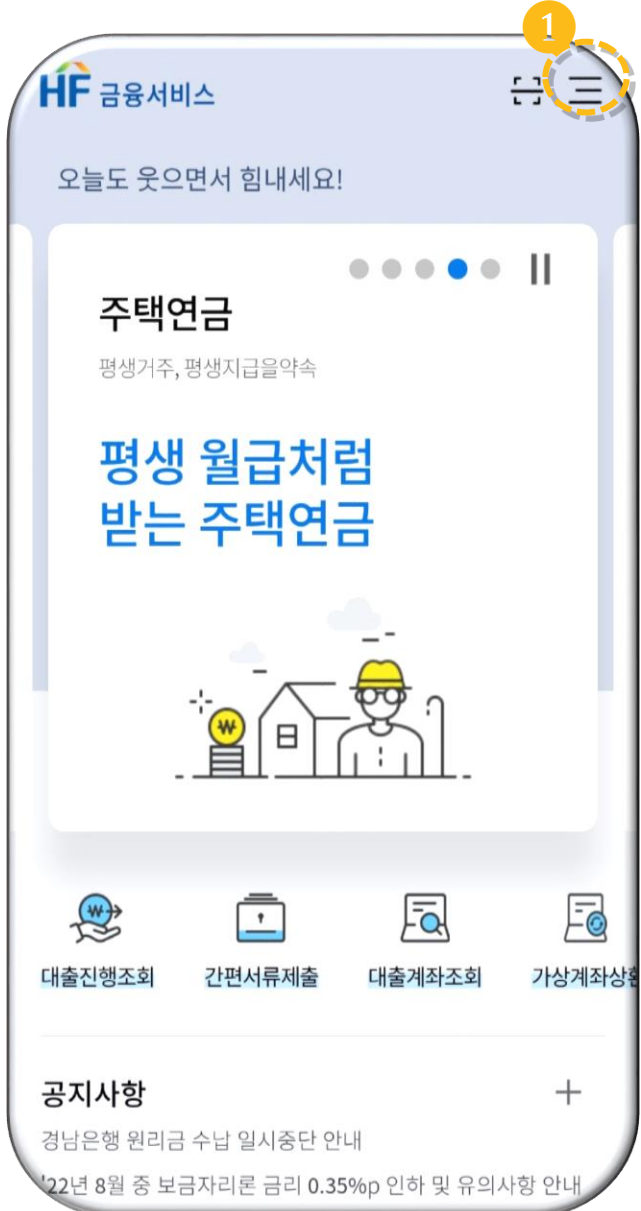 1
HF 금융서비스
오늘도 웃으면서 힘내세요!
주택연금
평생거주, 평생지급을약속
평생 월급처럼
받는 주택연금
₩
₩
대출진행조회 간편서류제출 대출계좌조회 가상계좌상환
공지사항
경남은행 원리금 수납 일시중단 안내
'22년 8월 중 보금자리론 금리 0.35%p 인하 및 유의사항 안내